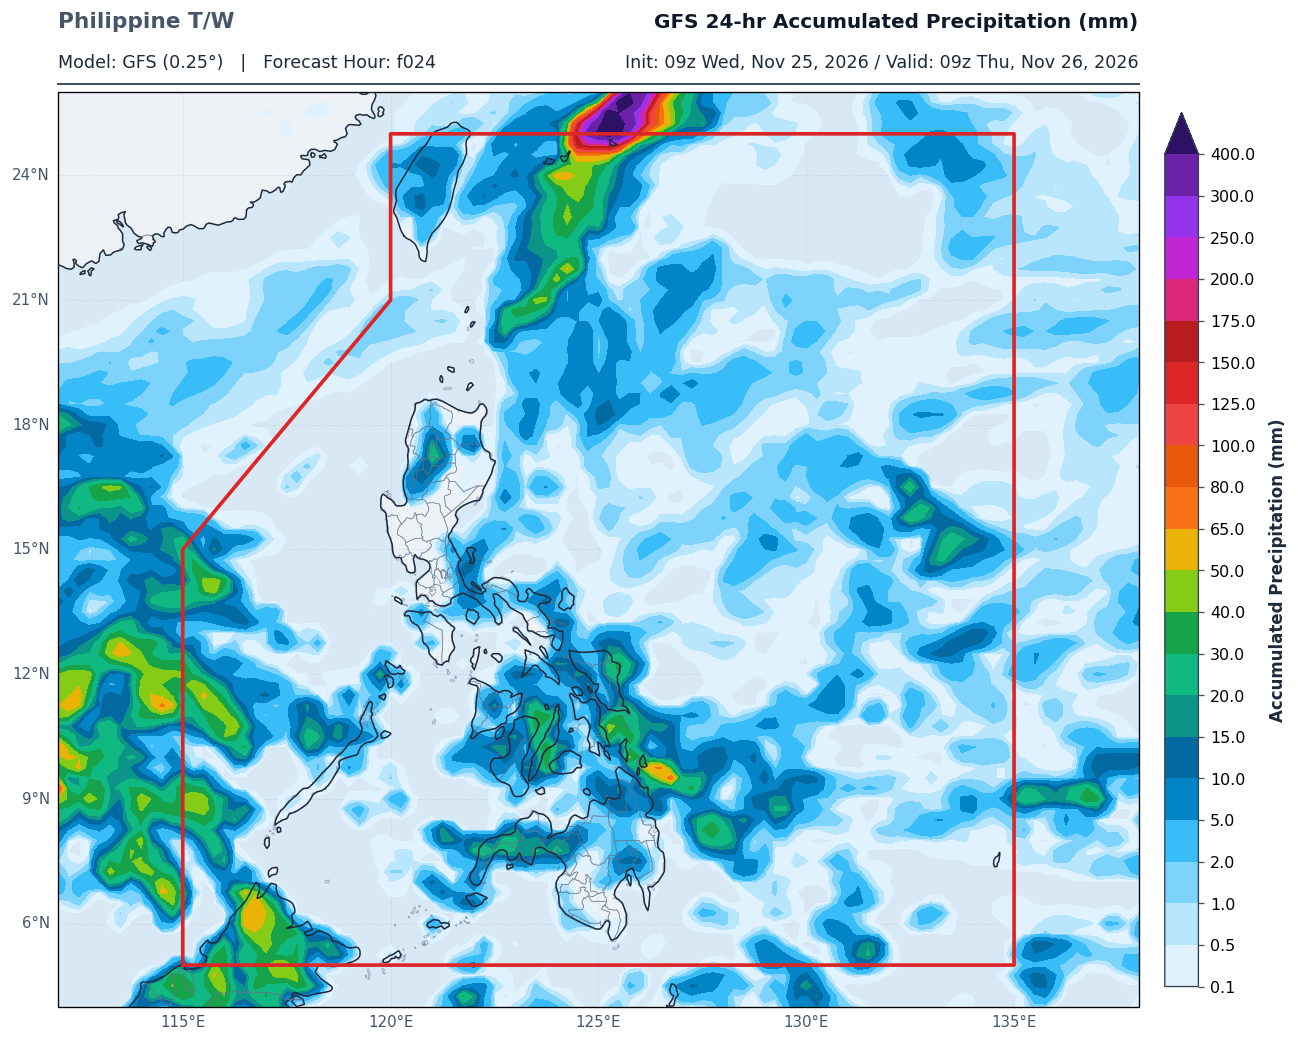 Philippine T/W
GFS 24-hr Accumulated Precipitation (mm)
Model: GFS (0.25°)   |   Forecast Hour: f024
Init: 09z Wed, Nov 25, 2026 / Valid: 09z Thu, Nov 26, 2026
24°N
21°N
18°N
15°N
12°N
9°N
6°N
115°E
120°E
125°E
130°E
135°E
400.0
300.0
250.0
200.0
175.0
150.0
125.0
100.0
80.0
65.0
50.0
40.0
30.0
20.0
15.0
10.0
5.0
2.0
1.0
0.5
0.1
Accumulated Precipitation (mm)